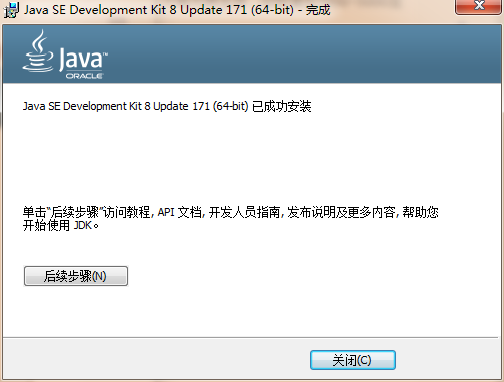 Java SE Development Kit 8 Update 171 (64-bit) - 完成
Java™
ORACLE
Java SE Development Kit 8 Update 171 (64-bit) 已成功安装
单击“后续步骤”访问教程, API 文档, 开发人员指南, 发布说明及更多内容, 帮助您
开始使用 JDK。
后续步骤(N)
关闭(C)